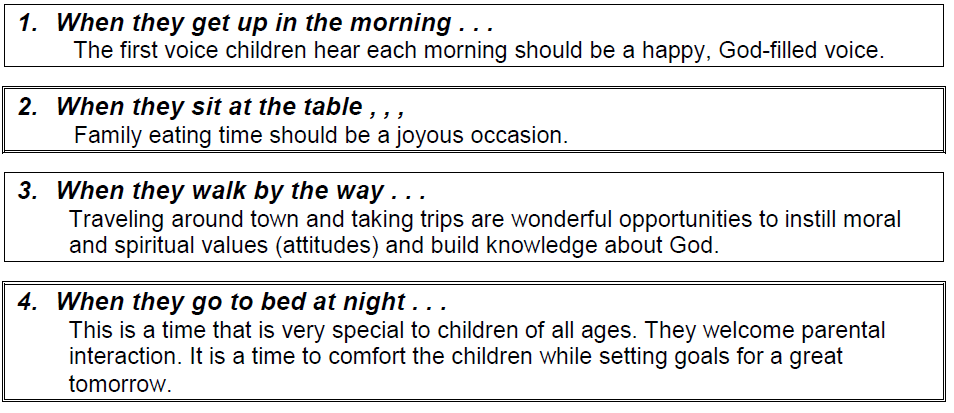 1. When they get up in the morning . . .
The first voice children hear each morning should be a happy, God-filled voice.
2. When they sit at the table , , ,
Family eating time should be a joyous occasion.
3. When they walk by the way . . .
Traveling around town and taking trips are wonderful opportunities to instill moral
and spiritual values (attitudes) and build knowledge about God.
4. When they go to bed at night . . .
This is a time that is very special to children of all ages. They welcome parental
interaction. It is a time to comfort the children while setting goals for a great
tomorrow.